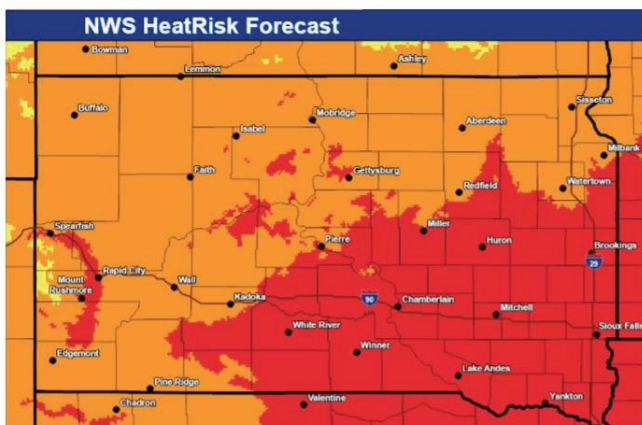 NWS HeatRisk Forecast
Bowman
Ashley
Lemmon
Buffalo
Mobridge
Sisseton
Isabel
Aberdeen
Milbank
Faith
Gettysburg
Redfield
Watertown
Spearfish
Miller
Pierre
Huron
Brookings
29
Mount
Rushmore
Rapid City
Wall
Kadoka
90
Chamberlain
Mitchell
White River
Sioux Falls
Winner
Edgemont
Lake Andes
Pine Ridge
Chadron
Valentine
Yankton